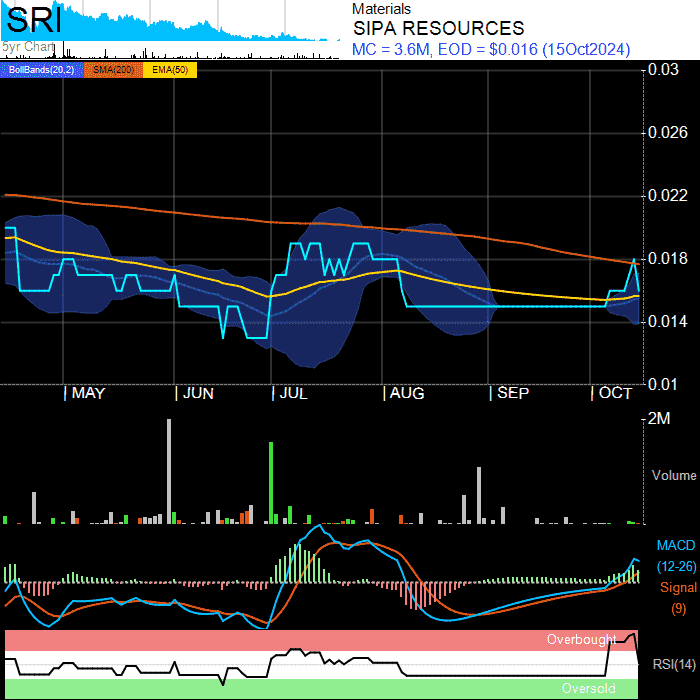 SRI
5yr Chart
Materials
SIPA RESOURCES
MC = 3.6M, EOD = $0.016 (15Oct2024)
BollBands(20,2) SMA(200) EMA(50)
0.03
0.026
0.022
0.018
0.014
0.01
MAY JUN JUL AUG SEP OCT
2M
Volume
MACD
(12-26)
Signal
(9)
Overbought
RSI(14)
Oversold